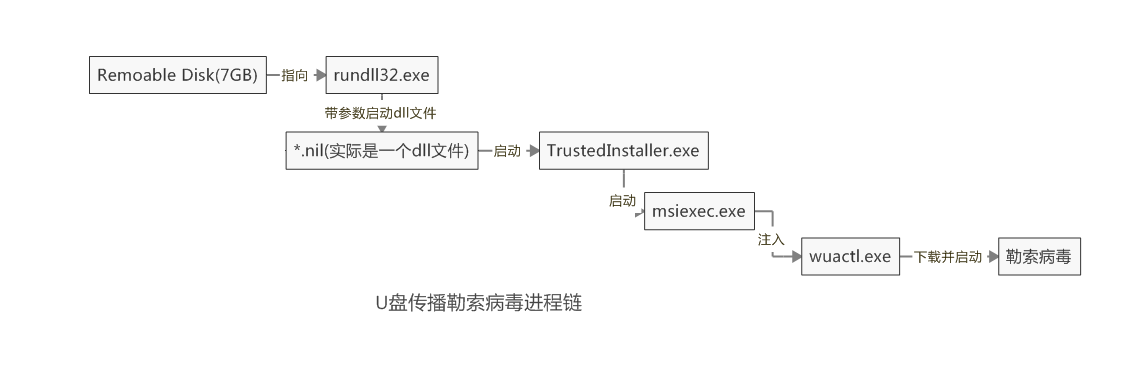 Remoable Disk(7GB)
指向
rundll32.exe
带参数启动dll文件
*.nil(实际是一个dll文件)
启动
TrustedInstaller.exe
启动
msiexec.exe
注入
wuactl.exe
下载并启动
勒索病毒
U盘传播勒索病毒进程链